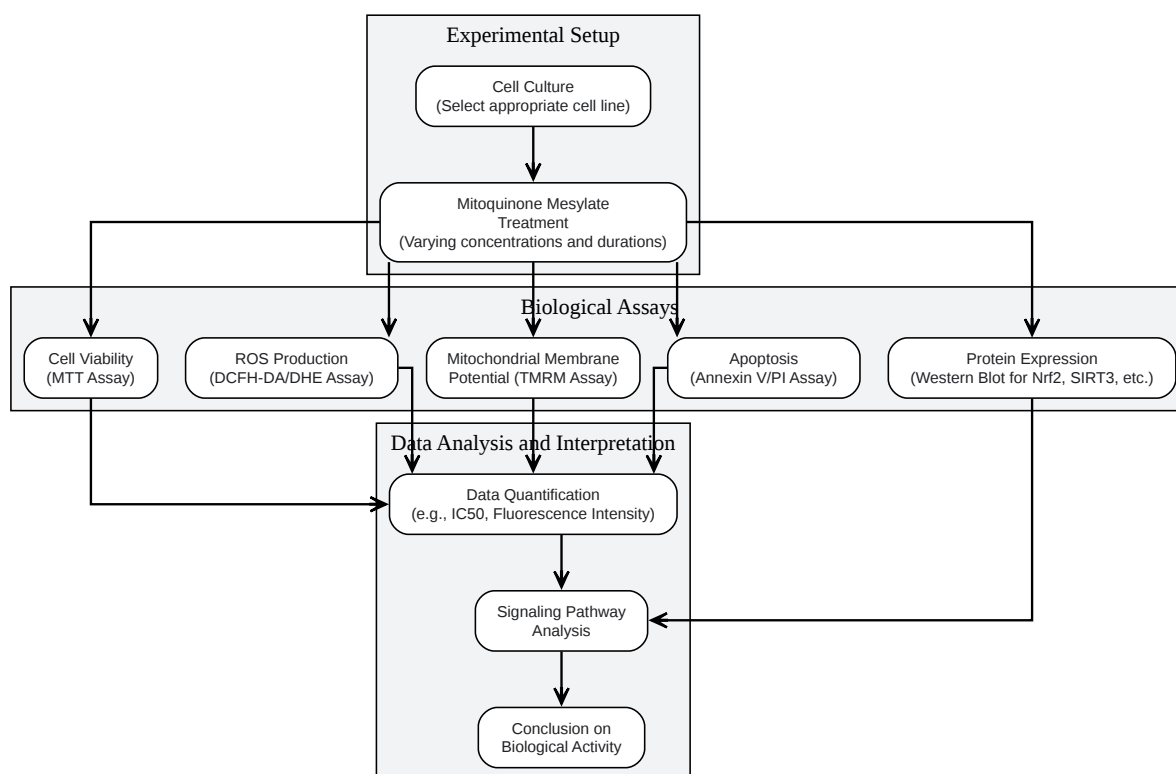 Experimental Setup
Cell Culture
(Select appropriate cell line)
Mitoquinone Mesylate
Treatment
(Varying concentrations and durations)
Biological Assays
Cell Viability
(MTT Assay)
ROS Production
(DCFH-DA/DHE Assay)
Mitochondrial Membrane
Potential (TMRM Assay)
Apoptosis
(Annexin V/PI Assay)
Protein Expression
(Western Blot for Nrf2, SIRT3, etc.)
Data Analysis and Interpretation
Data Quantification
(e.g., IC50, Fluorescence Intensity)
Signaling Pathway
Analysis
Conclusion on
Biological Activity